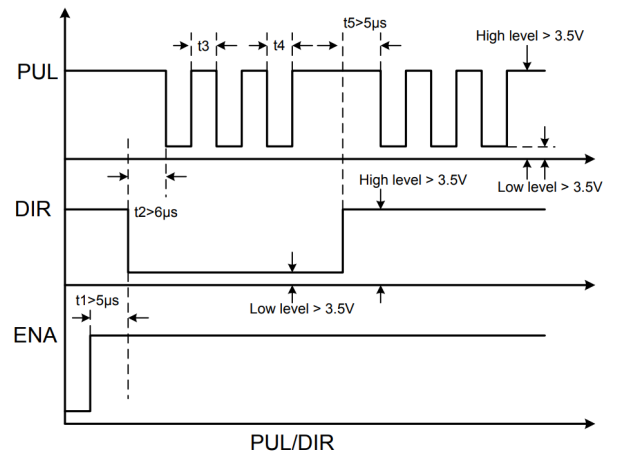 t5>5μs
t3
t4
High level > 3.5V
PUL
Low level > 3.5V
High level > 3.5V
DIR
t2>6μs
t1>5μs
Low level > 3.5V
ENA
PUL/DIR